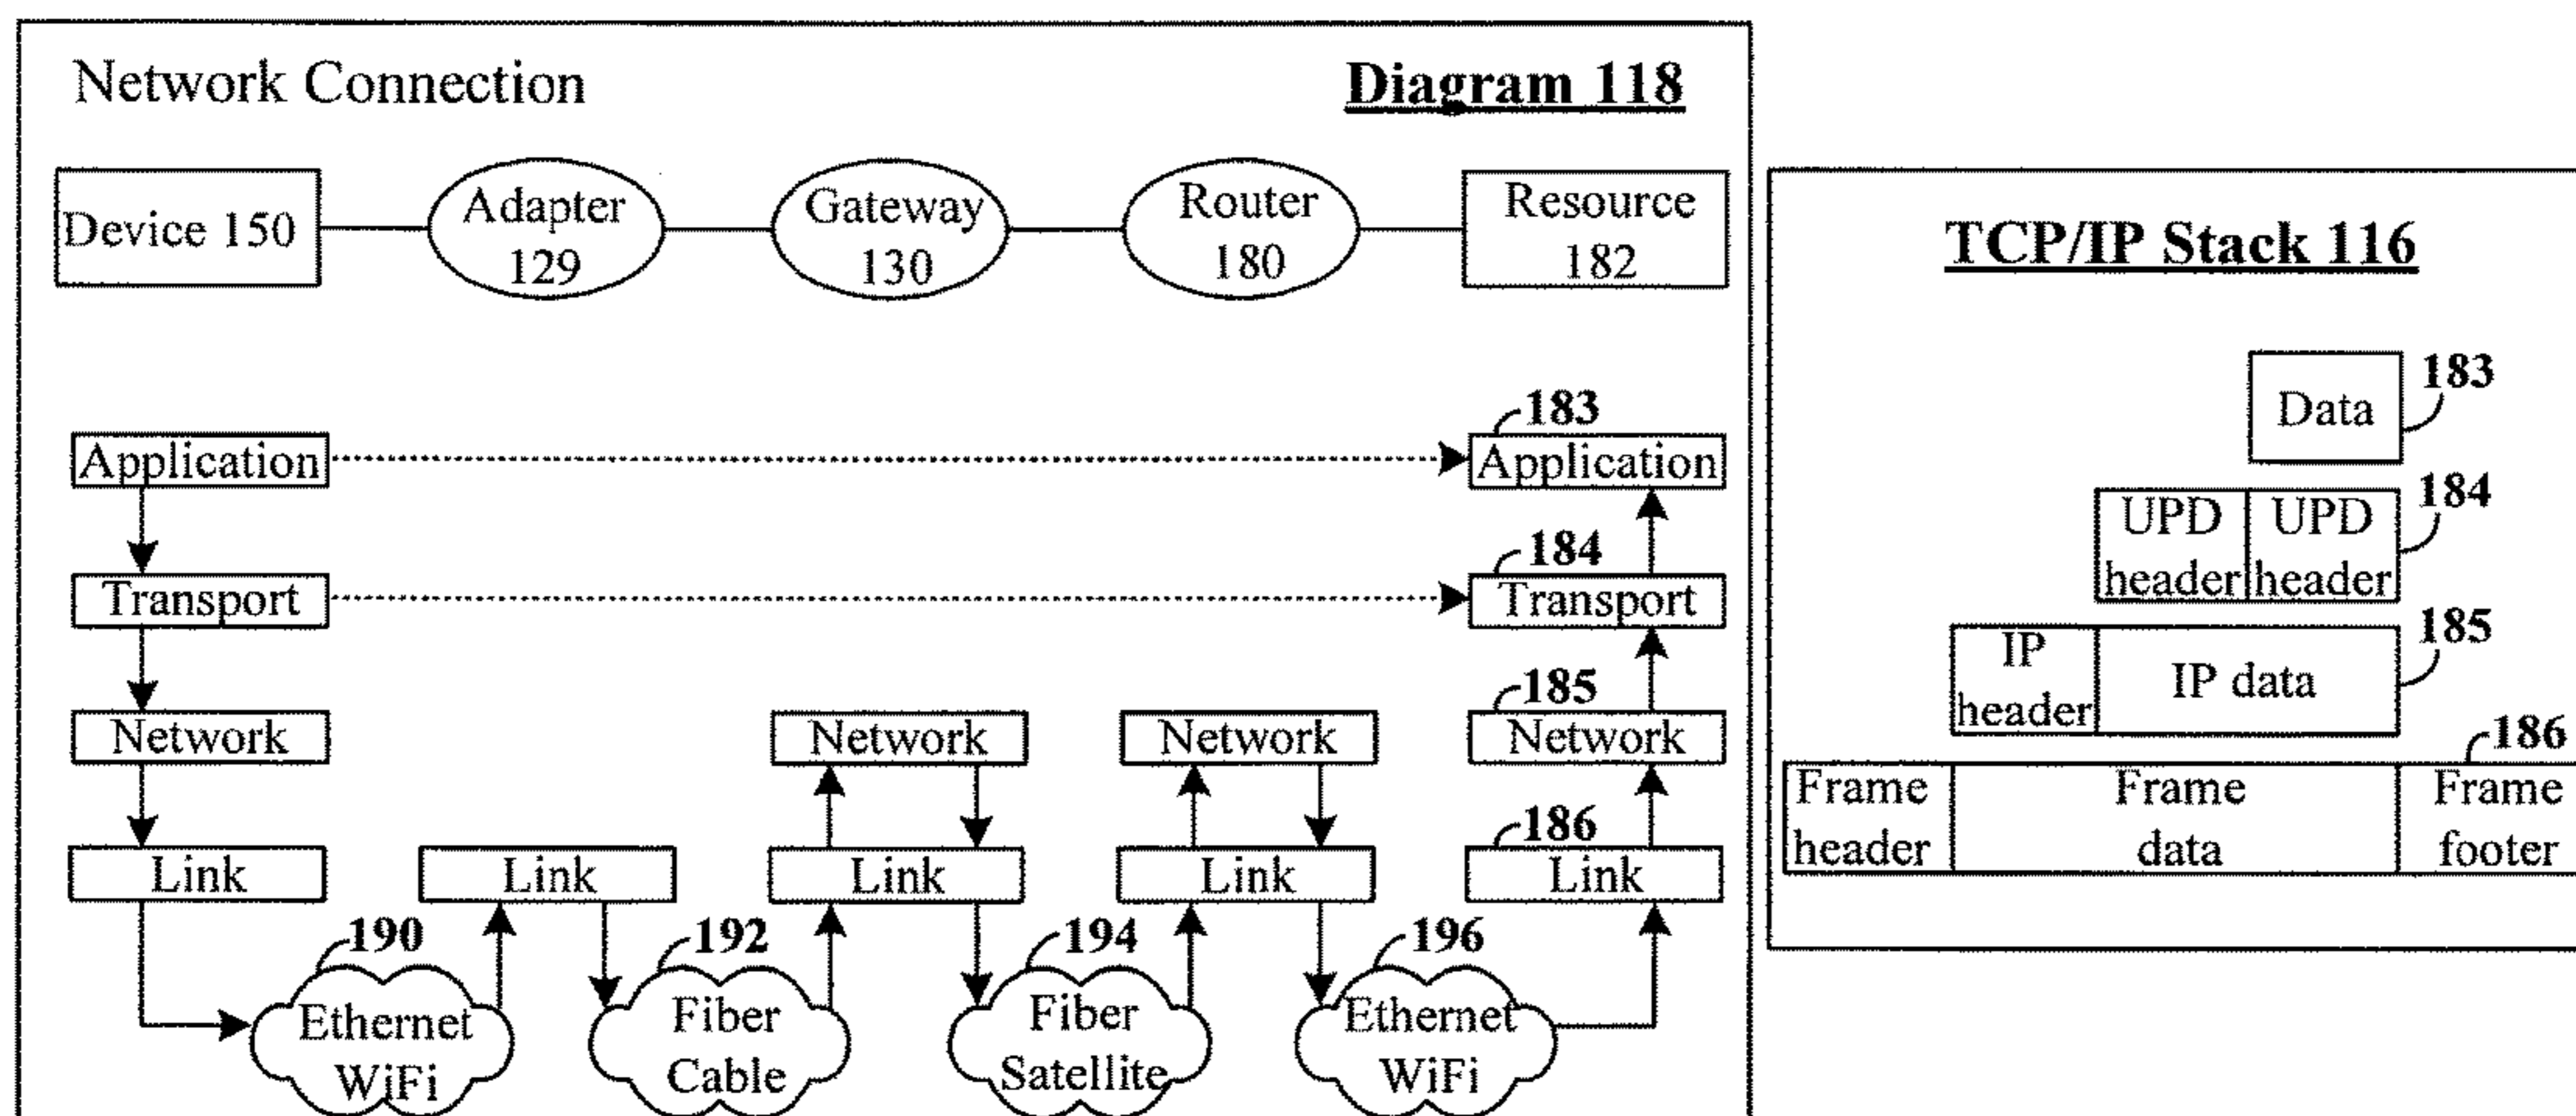 Network Connection
Diagram 118
Device 150
Adapter
129
Gateway
130
Router
180
Resource
182
Application
183
Application
Transport
184
Transport
Network
Network
Network
185
Network
Link
Link
Link
Link
186
Link
190
Ethernet
WiFi
192
Fiber
Cable
194
Fiber
Satellite
196
Ethernet
WiFi
TCP/IP Stack 116
Data
183
UPD
header
UPD
header
184
IP
header
IP data
185
186
Frame
header
Frame
data
Frame
footer